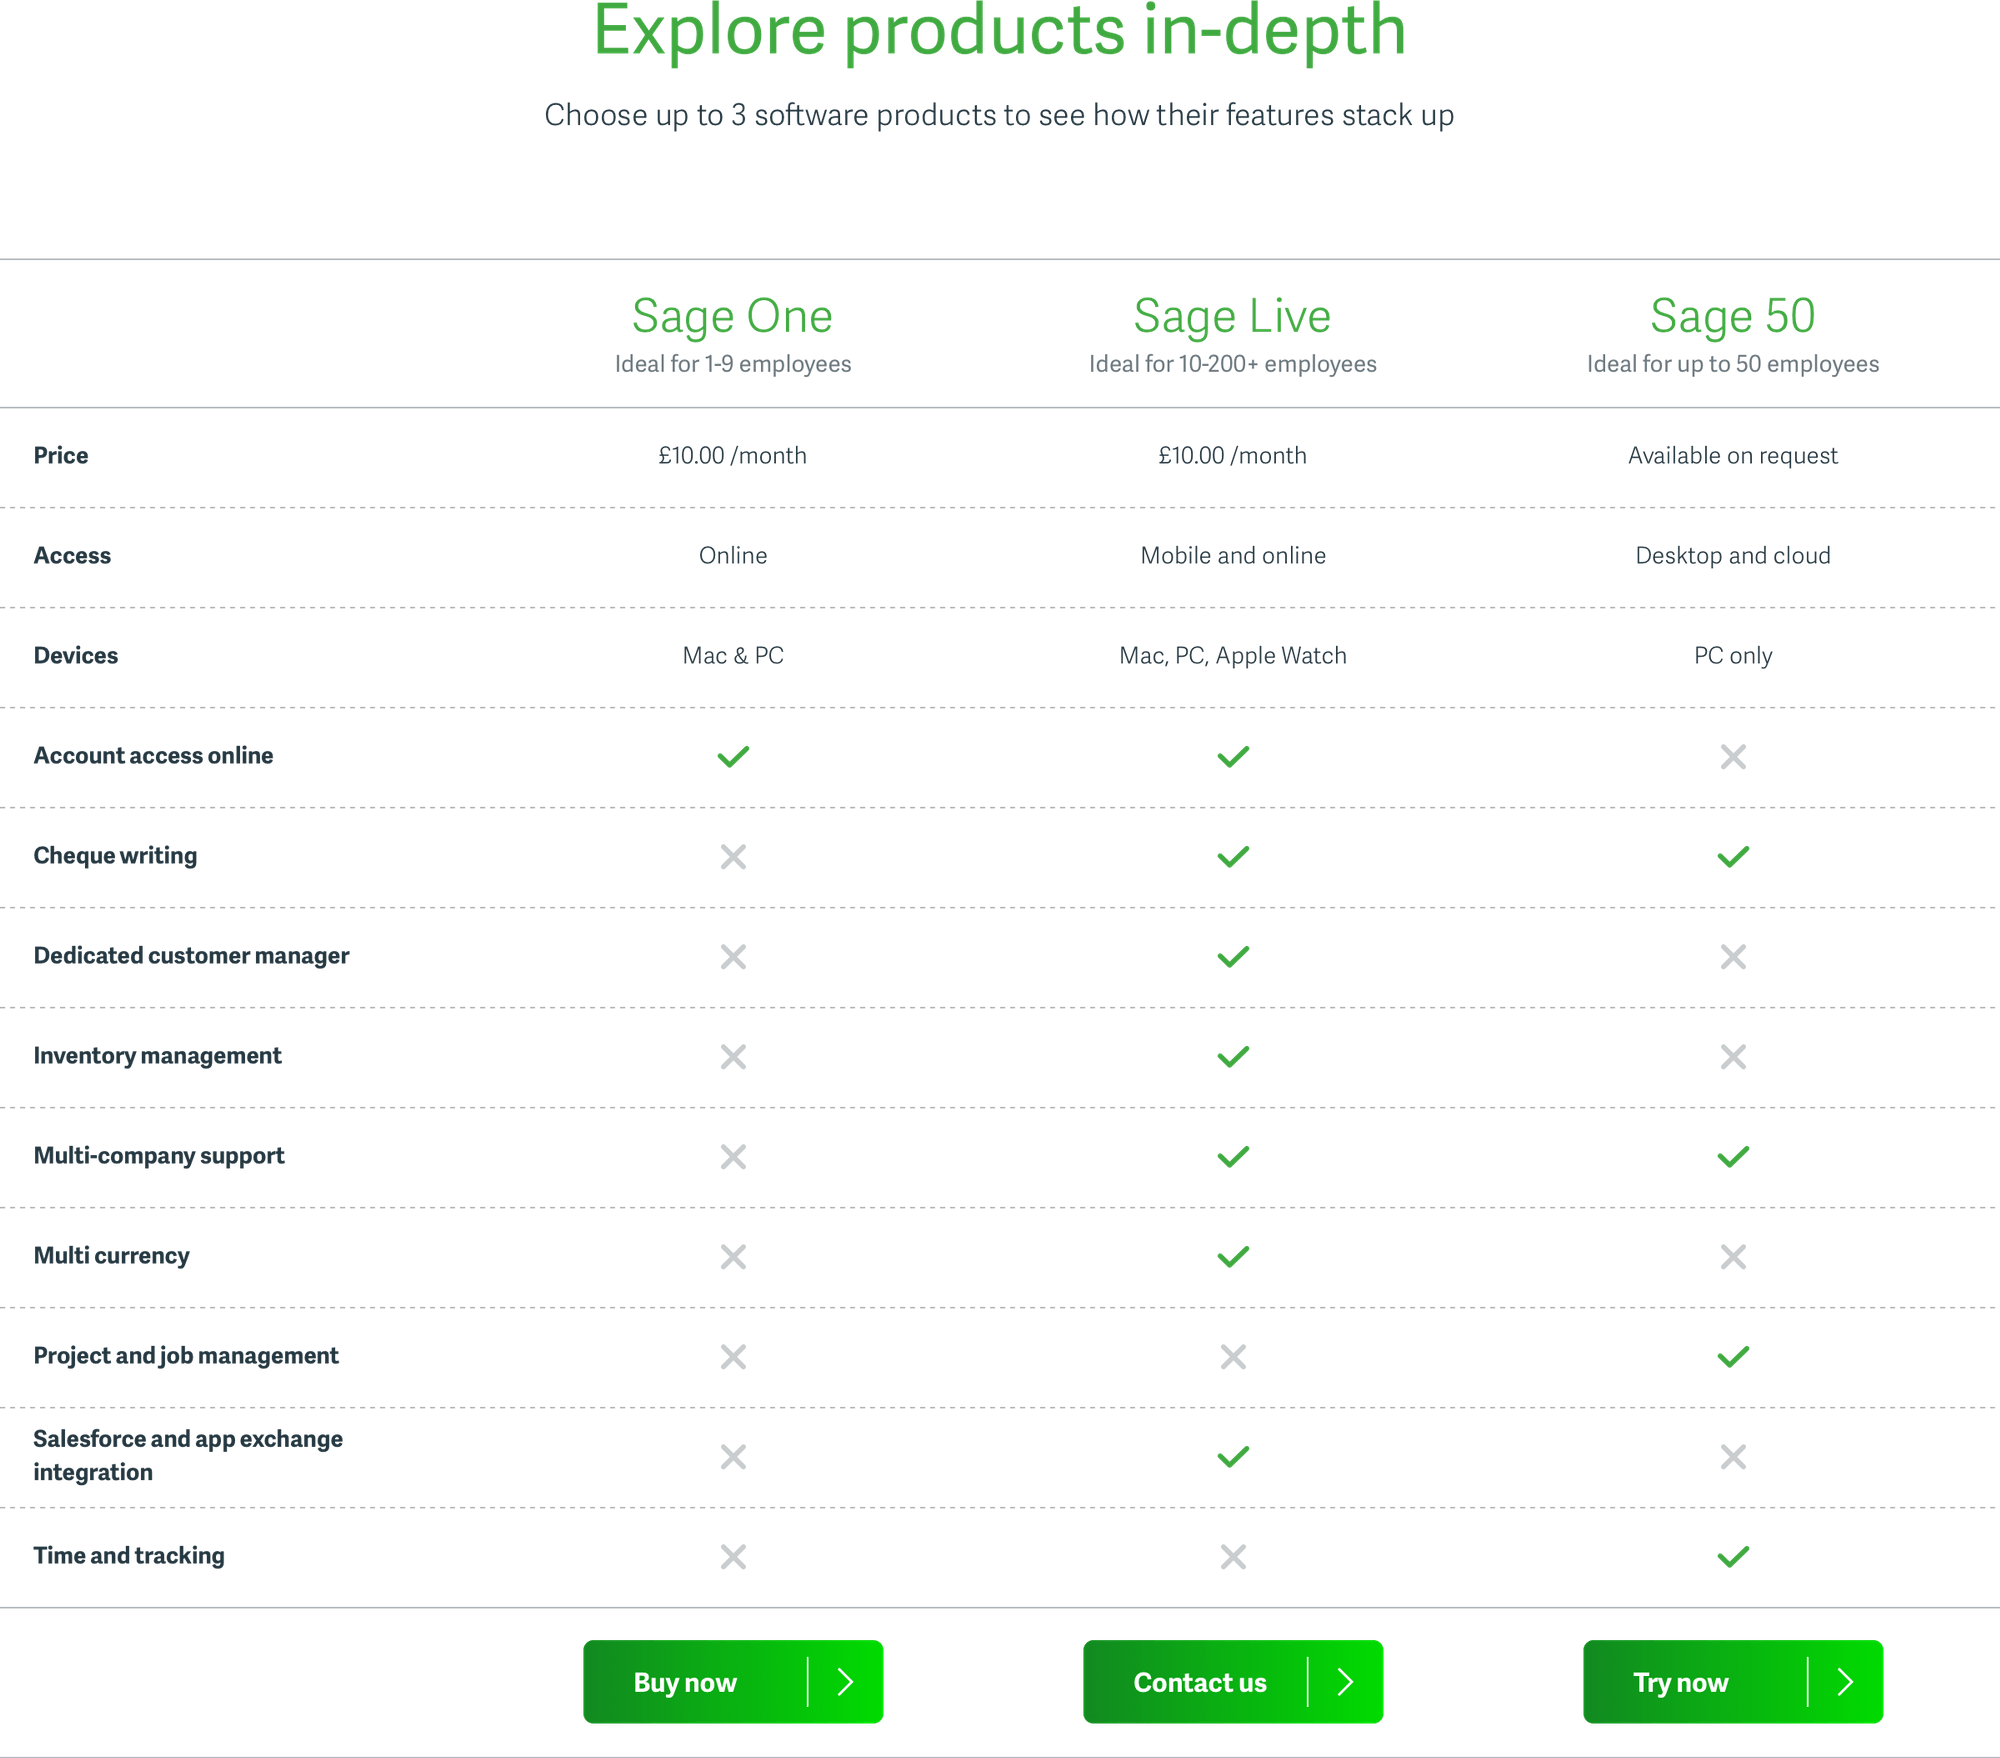 Explore products in-depth
Choose up to 3 software products to see how their features stack up
Sage One Sage Live Sage 50
Ideal for 1-9 employees Ideal for 10-200+ employees Ideal for up to 50 employees
Price £10.00 /month £10.00 /month Available on request
Access Online Mobile and online Desktop and cloud
Devices Mac & PC Mac, PC, Apple Watch PC only
Account access online
Cheque writing
Dedicated customer manager
Inventory management
Multi-company support
Multi currency
Project and job management
Salesforce and app exchange
integration
Time and tracking
Buy now Contact us Try now